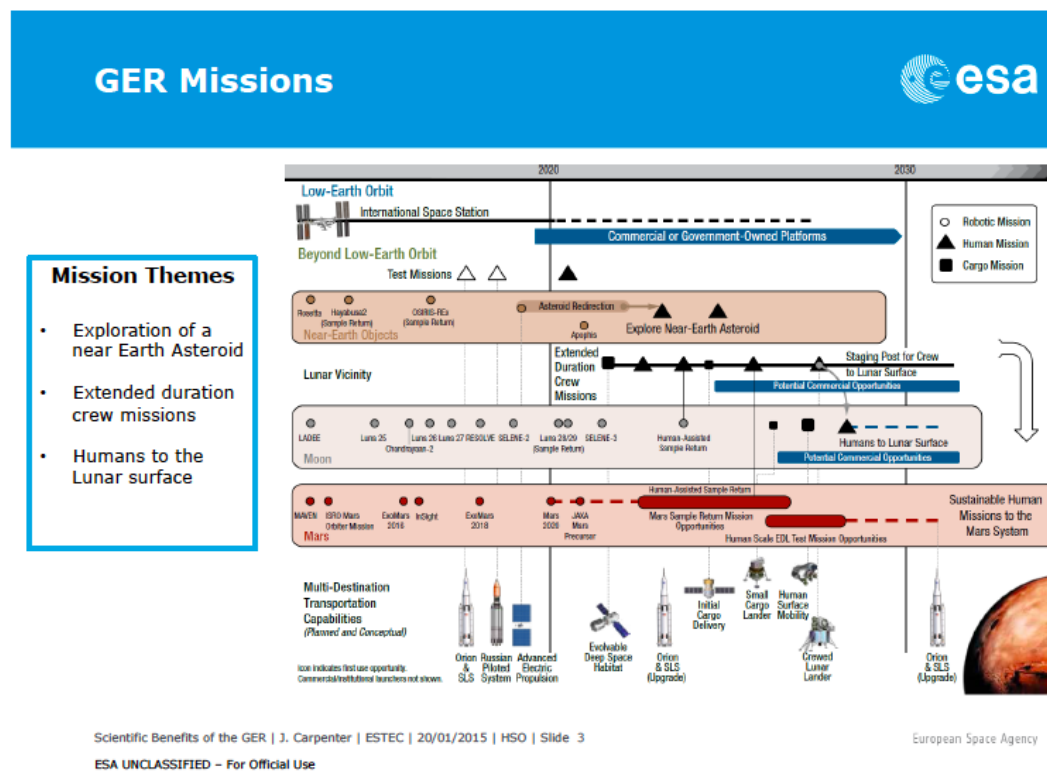 GER Missions
esa
Mission Themes
• Exploration of a
near Earth Asteroid
• Extended duration
crew missions
• Humans to the
Lunar surface
2020
2030
Low-Earth Orbit
International Space Station
Commercial or Government-Owned Platforms
Robotic Mission
Human Mission
Cargo Mission
Beyond Low-Earth Orbit
Test Missions
Rosetta
Hayabusa2
(Sample Return)
OSIRIS-REx
(Sample Return)
Asteroid Redirection
Apophis
Explore Near-Earth Asteroid
Near-Earth Objects
Lunar Vicinity
Extended
Duration
Crew
Missions
Staging Post for Crew
to Lunar Surface
Potential Commercial Opportunities
LADEE
Luna 25
Chandrayaan-2
Luna 26
Luna 27
RESOLVE
SELENE-2
Luna 28/29
(Sample Return)
SELENE-3
Human-Assisted
Sample Return
Humans to Lunar Surface
Potential Commercial Opportunities
Moon
MAVEN
ISRO Mars
Orbiter Mission
ExoMars
2016
InSight
ExoMars
2018
Mars
2020
JAXA
Mars
Precursor
Human-Assisted Sample Return
Mars Sample Return Mission
Opportunities
Human Scale EDL Test Mission Opportunities
Sustainable Human
Missions to the
Mars System
Mars
Multi-Destination
Transportation
Capabilities
(Planned and Conceptual)
Icon indicates first use opportunity.
Commercial/institutional launchers not shown.
Orion
&
SLS
Russian
Piloted
System
Advanced
Electric
Propulsion
Evolvable
Deep Space
Habitat
Orion
& SLS
(Upgrade)
Initial
Cargo
Delivery
Small
Cargo
Lander
Human
Surface
Mobility
Crewed
Lunar
Lander
Orion
& SLS
(Upgrade)
Scientific Benefits of the GER | J. Carpenter | ESTEC | 20/01/2015 | HSO | Slide 3
European Space Agency
ESA UNCLASSIFIED – For Official Use